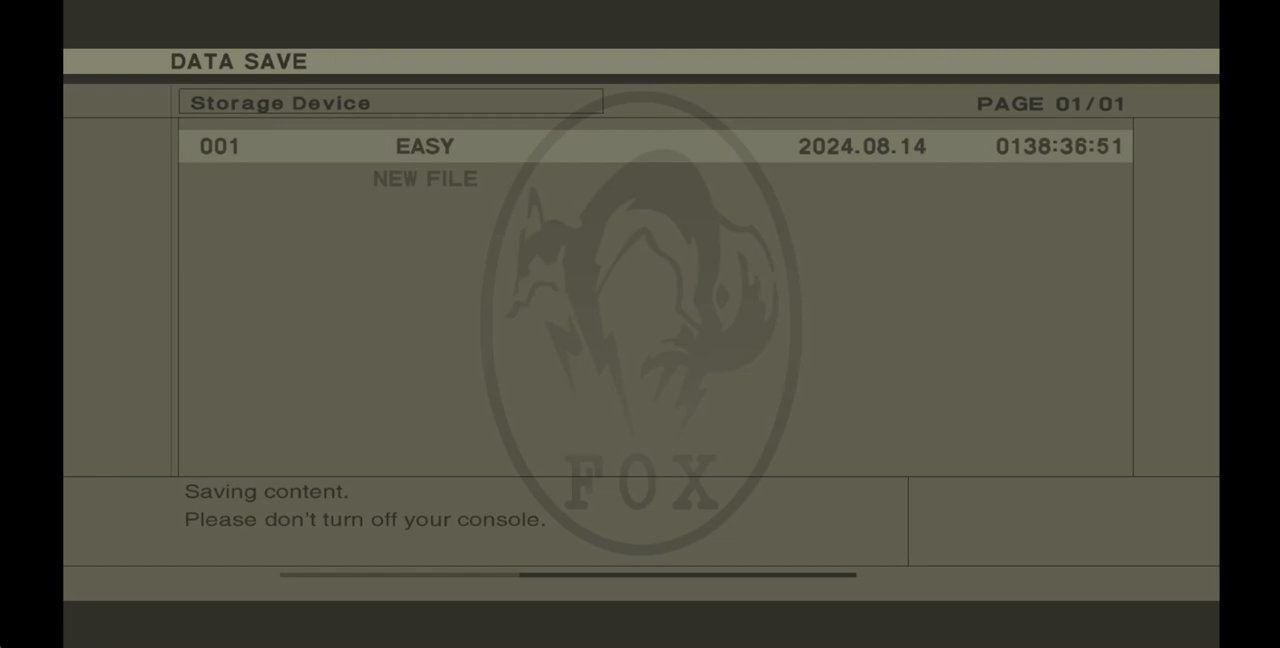 DATA SAVE
Storage Device PAGE 01/01
001 EASY 2024.08.14 0138:36:51
NEW FILE
FOX
Saving content.
Please don't turn off your console.